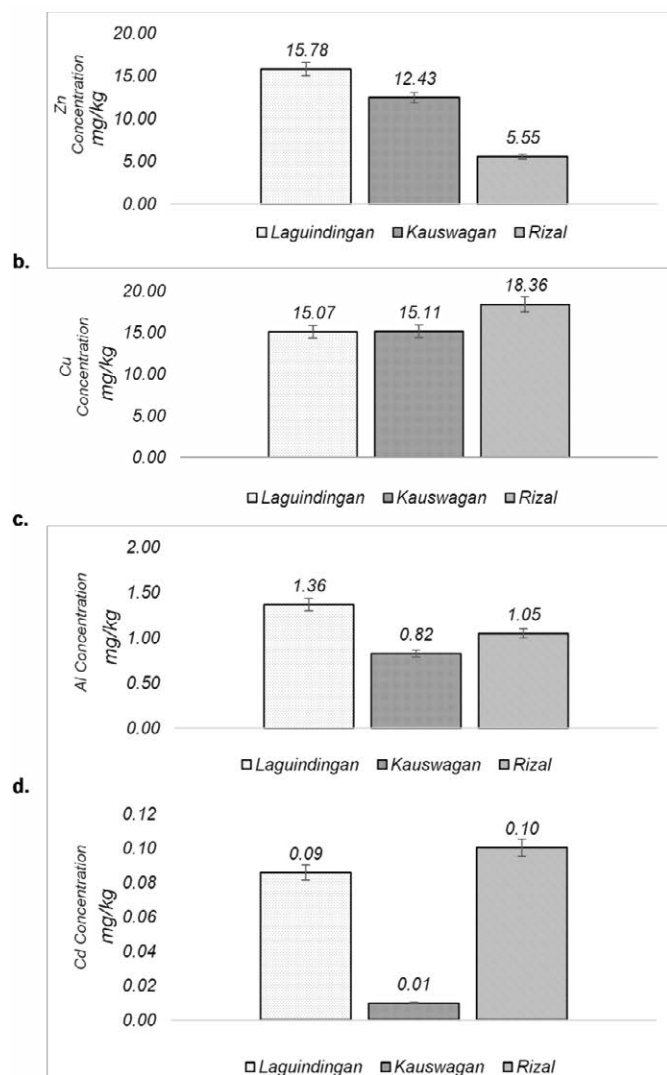 20.00
15.78
15.00
12.43
10.00
5.55
5.00
0.00
Zn
Concentration
mg/kg
Laguindingan Kauswagan Rizal
b.
20.00
18.36
15.07 15.11
15.00
10.00
5.00
0.00
Cu
Concentration
mg/kg
Laguindingan Kauswagan Rizal
c.
2.00
1.50
1.36
1.05
1.00
0.82
0.50
0.00
Al Concentration
mg/kg
Laguindingan Kauswagan Rizal
d.
0.12
0.10
0.10
0.09
0.08
0.06
0.04
0.02
0.01
0.00
Cd Concentration
mg/kg
Laguindingan Kauswagan Rizal